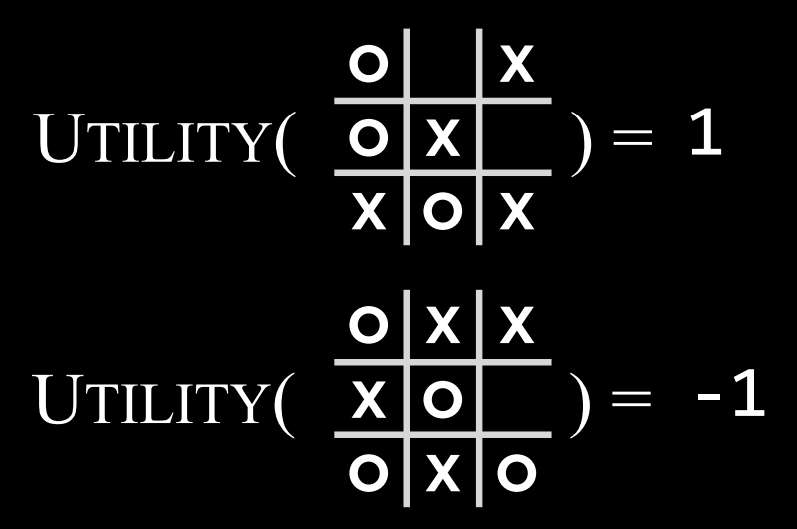 O X
UTILITY( O X ) = 1
X O X
O X X
UTILITY( X O ) = -1
O X O